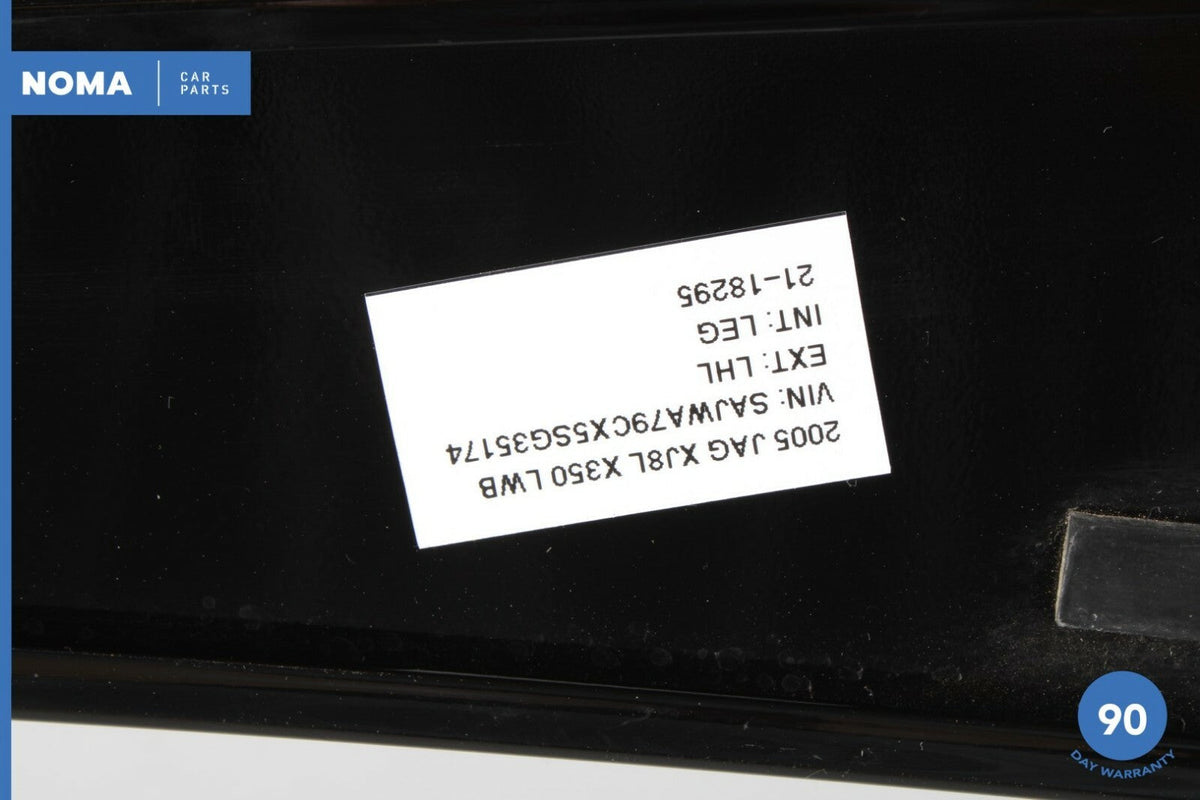 NOMA
CAR
PARTS
2005 JAG XJ8L X350 LWB
VIN: SAJWA79CX5SG35174
EXT: LHL
INT: LEG
21-18295
90
DAY WARRANTY